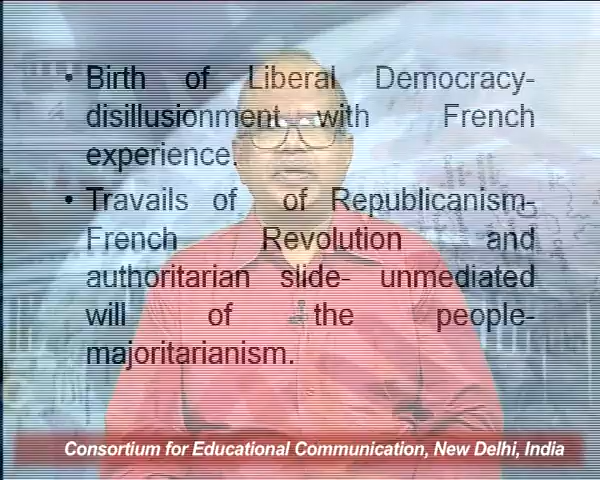 • Birth of Liberal Democracy-
disillusionment with French
experience.
• Travails of of Republicanism-
French Revolution and
authoritarian slide- unmediated
will of the people-
majoritarianism.
Consortium for Educational Communication, New Delhi, India